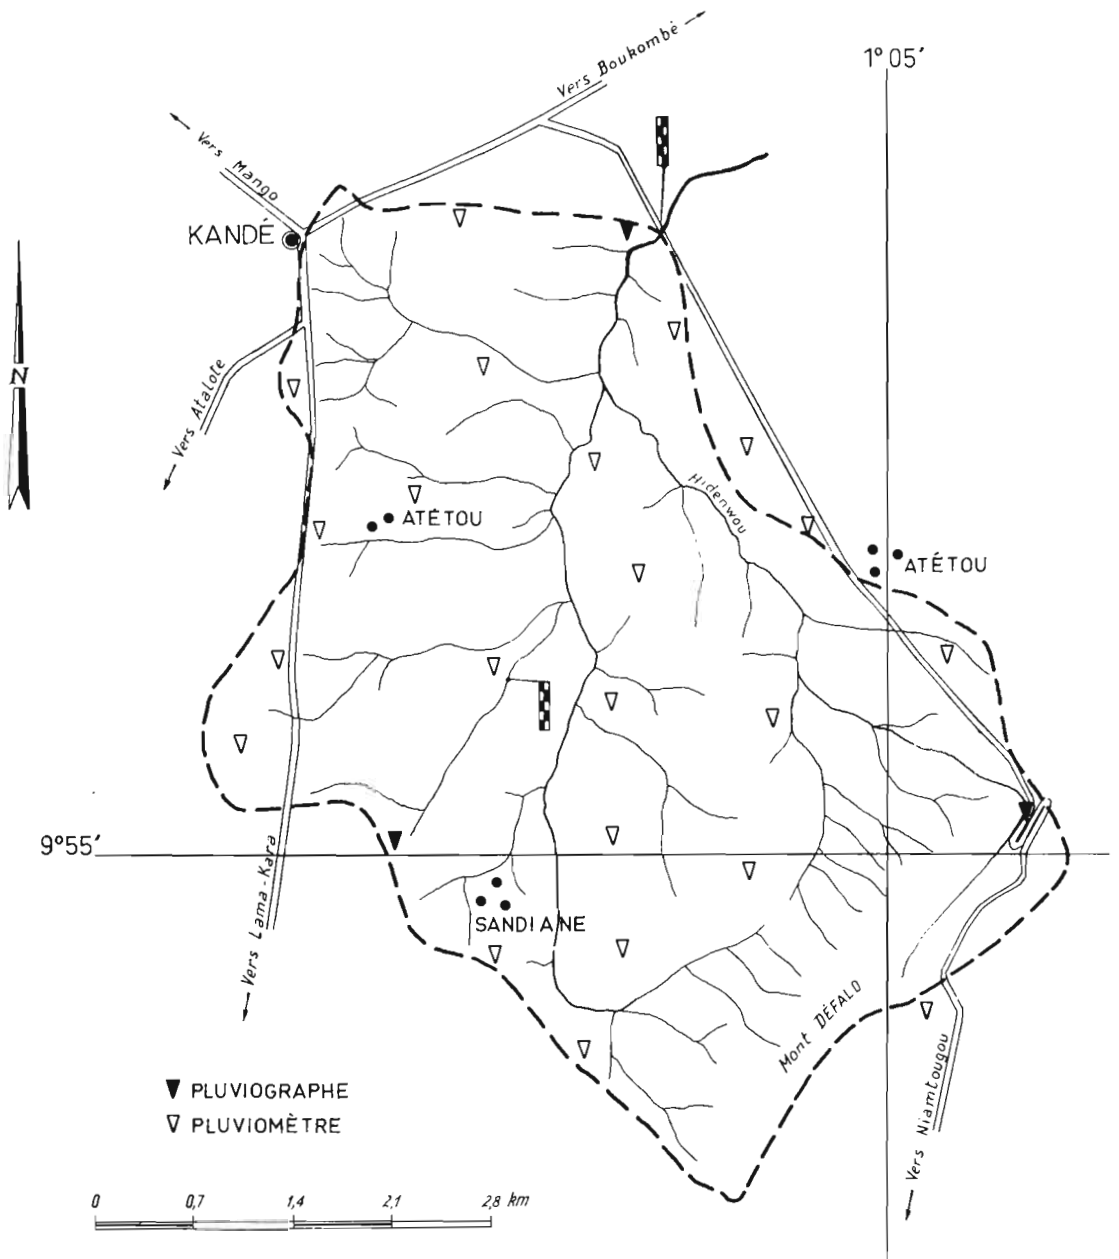 1° 05'
Vers Boukombé
Vers Mango
KANDÉ
N
Vers Atalote
Hidenwou
ATÉTOU
ATÉTOU
9° 55'
Vers Lama-Kara
SANDIANE
Mont DÉFALO
Vers Niamtougou
PLUVIOGRAPHE
PLUVIOMÈTRE
0 0,7 1,4 2,1 2,8 km